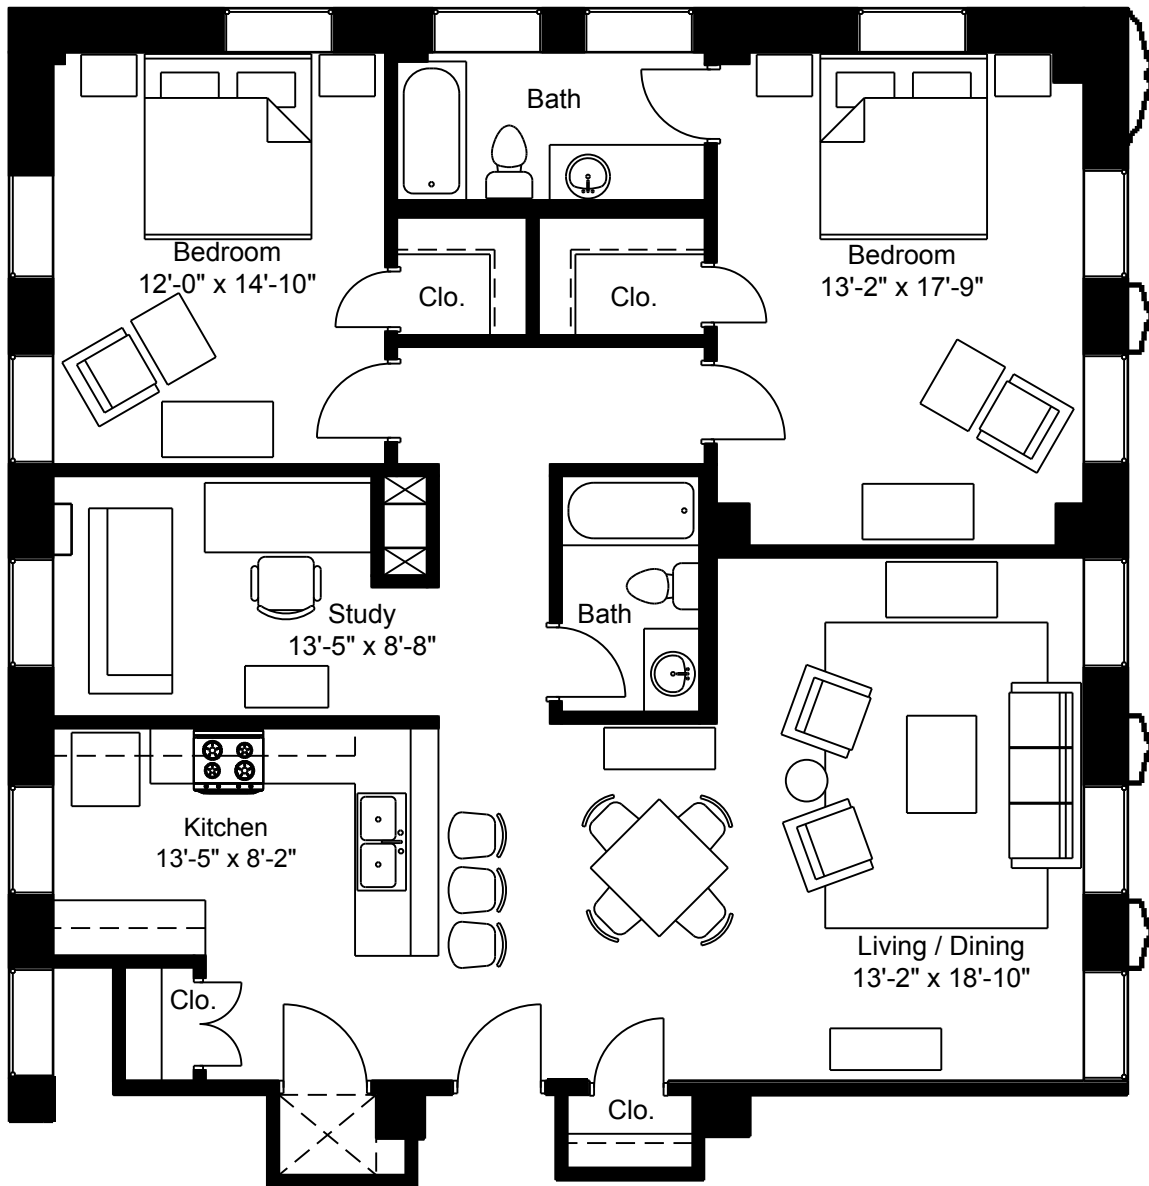 Bath
Bedroom
12'-0" x 14'-10"
Bedroom
13'-2" x 17'-9"
Clo.
Clo.
Study
13'-5" x 8'-8"
Bath
Kitchen
13'-5" x 8'-2"
Living / Dining
13'-2" x 18'-10"
Clo.
Clo.